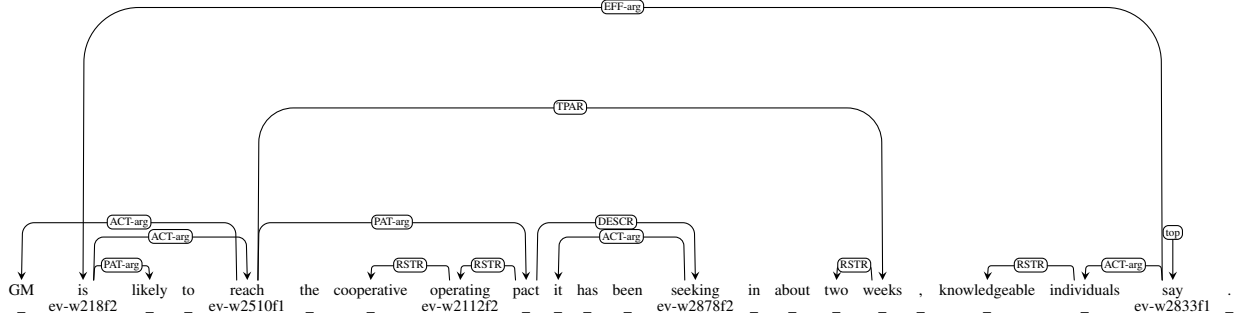 EFF-arg
TPAR
ACT-arg PAT-arg DESCR
ACT-arg ACT-arg top
PAT-arg RSTR RSTR RSTR RSTR ACT-arg
GM is likely to reach the cooperative operating pact it has been seeking in about two weeks , knowledgeable individuals say .
_ ev-w218f2 _ _ ev-w2510f1 _ _ ev-w2112f2 _ _ _ _ ev-w2878f2 _ _ _ _ _ _ _ ev-w2833f1 _